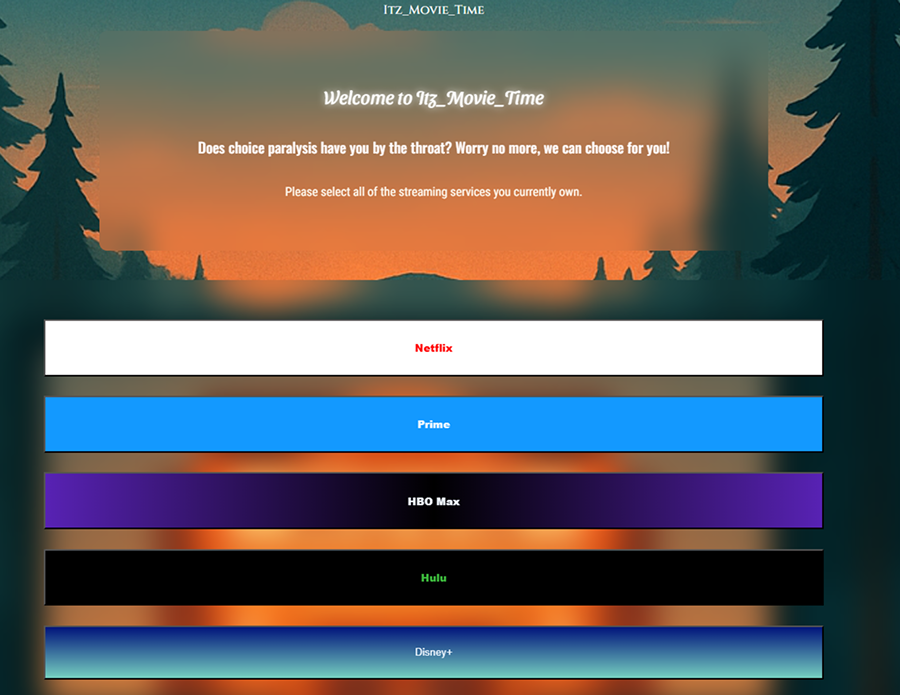 Itz_Movie_Time
Welcome to Itz_Movie_Time
Does choice paralysis have you by the throat? Worry no more, we can choose for you!
Please select all of the streaming services you currently own.
Netflix
Prime
HBO Max
Hulu
Disney+